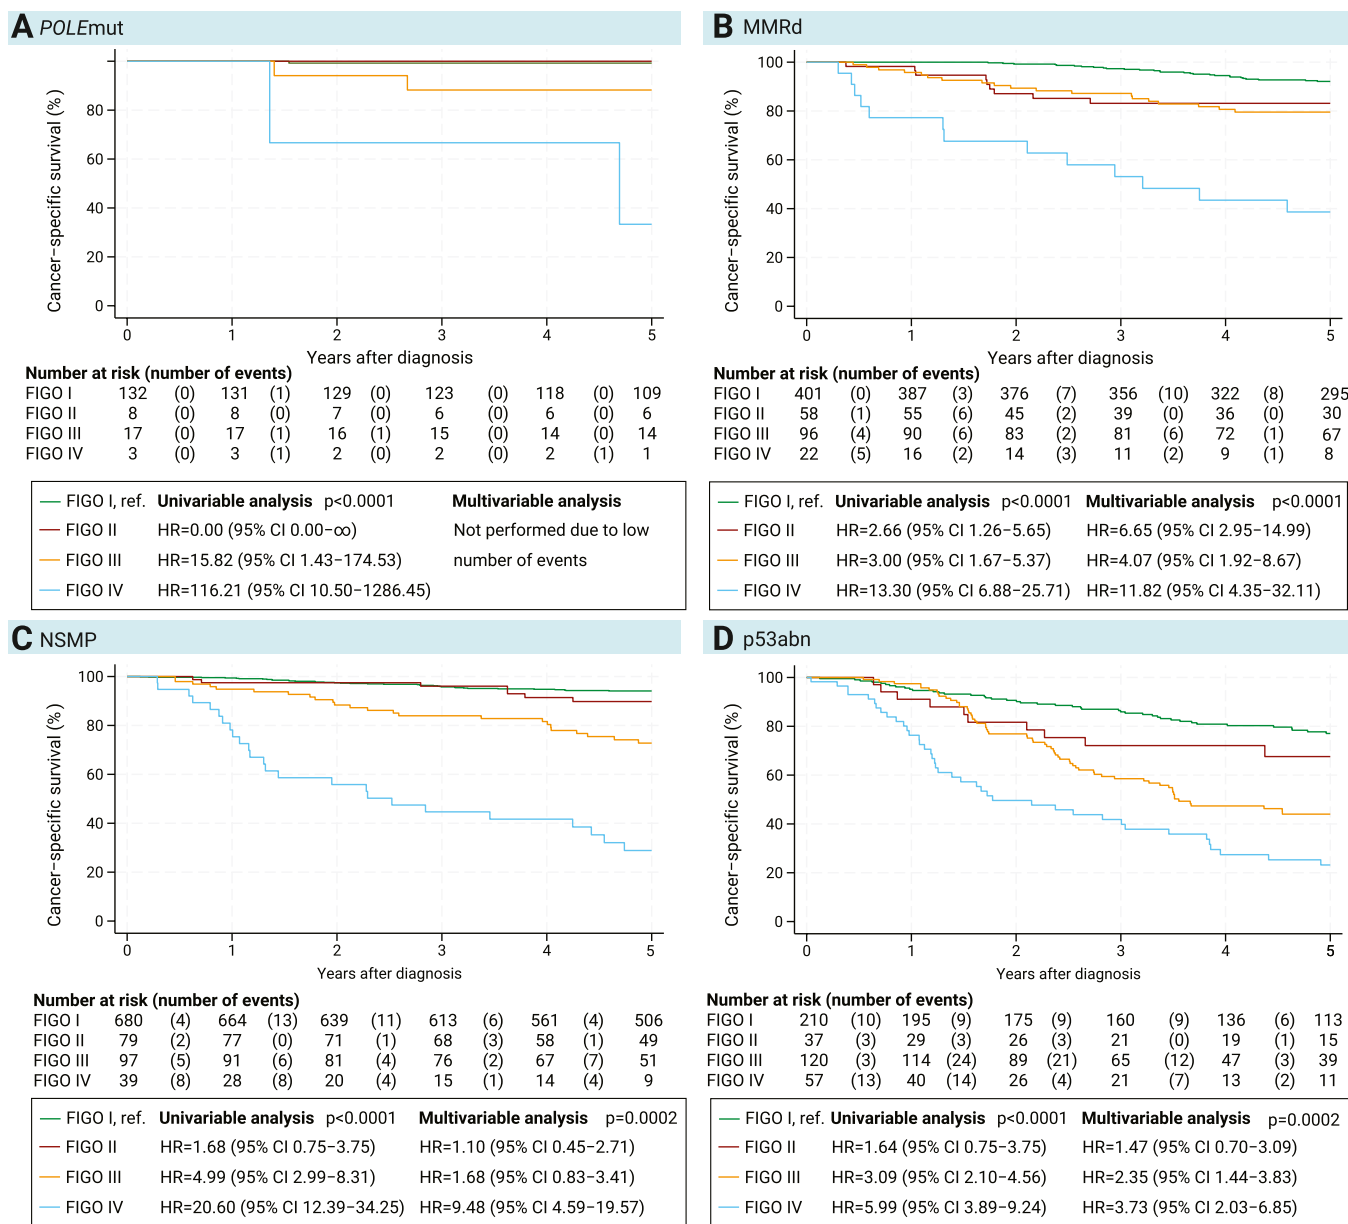 A POLEmut
Cancer-specific survival (%)
80
60
40
20
0
0 1 2 3 4 5
Years after diagnosis
Number at risk (number of events)
FIGO I 132 (0) 131 (1) 129 (0) 123 (0) 118 (0) 109
FIGO II 8 (0) 8 (0) 7 (0) 6 (0) 6 (0) 6
FIGO III 17 (0) 17 (1) 16 (1) 15 (0) 14 (0) 14
FIGO IV 3 (0) 3 (1) 2 (0) 2 (0) 2 (1) 1
FIGO I, ref. Univariable analysis p<0.0001 Multivariable analysis
FIGO II HR=0.00 (95% CI 0.00−∞) Not performed due to low
FIGO III HR=15.82 (95% CI 1.43−174.53) number of events
FIGO IV HR=116.21 (95% CI 10.50−1286.45)
B MMRd
Cancer-specific survival (%)
100
80
60
40
20
0
0 1 2 3 4 5
Years after diagnosis
Number at risk (number of events)
FIGO I 401 (0) 387 (3) 376 (7) 356 (10) 322 (8) 295
FIGO II 58 (1) 55 (6) 45 (2) 39 (0) 36 (0) 30
FIGO III 96 (4) 90 (6) 83 (2) 81 (6) 72 (1) 67
FIGO IV 22 (5) 16 (2) 14 (3) 11 (2) 9 (1) 8
FIGO I, ref. Univariable analysis p<0.0001 Multivariable analysis p<0.0001
FIGO II HR=2.66 (95% CI 1.26−5.65) HR=6.65 (95% CI 2.95−14.99)
FIGO III HR=3.00 (95% CI 1.67−5.37) HR=4.07 (95% CI 1.92−8.67)
FIGO IV HR=13.30 (95% CI 6.88−25.71) HR=11.82 (95% CI 4.35−32.11)
C NSMP
Cancer-specific survival (%)
100
80
60
40
20
0
0 1 2 3 4 5
Years after diagnosis
Number at risk (number of events)
FIGO I 680 (4) 664 (13) 639 (11) 613 (6) 561 (4) 506
FIGO II 79 (2) 77 (0) 71 (1) 68 (3) 58 (1) 49
FIGO III 97 (5) 91 (6) 81 (4) 76 (2) 67 (7) 51
FIGO IV 39 (8) 28 (8) 20 (4) 15 (1) 14 (4) 9
FIGO I, ref. Univariable analysis p<0.0001 Multivariable analysis p=0.0002
FIGO II HR=1.68 (95% CI 0.75−3.75) HR=1.10 (95% CI 0.45−2.71)
FIGO III HR=4.99 (95% CI 2.99−8.31) HR=1.68 (95% CI 0.83−3.41)
FIGO IV HR=20.60 (95% CI 12.39−34.25) HR=9.48 (95% CI 4.59−19.57)
D p53abn
Cancer-specific survival (%)
100
80
60
40
20
0
0 1 2 3 4 5
Years after diagnosis
Number at risk (number of events)
FIGO I 210 (10) 195 (9) 175 (9) 160 (9) 136 (6) 113
FIGO II 37 (3) 29 (3) 26 (3) 21 (0) 19 (1) 15
FIGO III 120 (3) 114 (24) 89 (21) 65 (12) 47 (3) 39
FIGO IV 57 (13) 40 (14) 26 (4) 21 (7) 13 (2) 11
FIGO I, ref. Univariable analysis p<0.0001 Multivariable analysis p=0.0002
FIGO II HR=1.64 (95% CI 0.75−3.75) HR=1.47 (95% CI 0.70−3.09)
FIGO III HR=3.09 (95% CI 2.10−4.56) HR=2.35 (95% CI 1.44−3.83)
FIGO IV HR=5.99 (95% CI 3.89−9.24) HR=3.73 (95% CI 2.03−6.85)